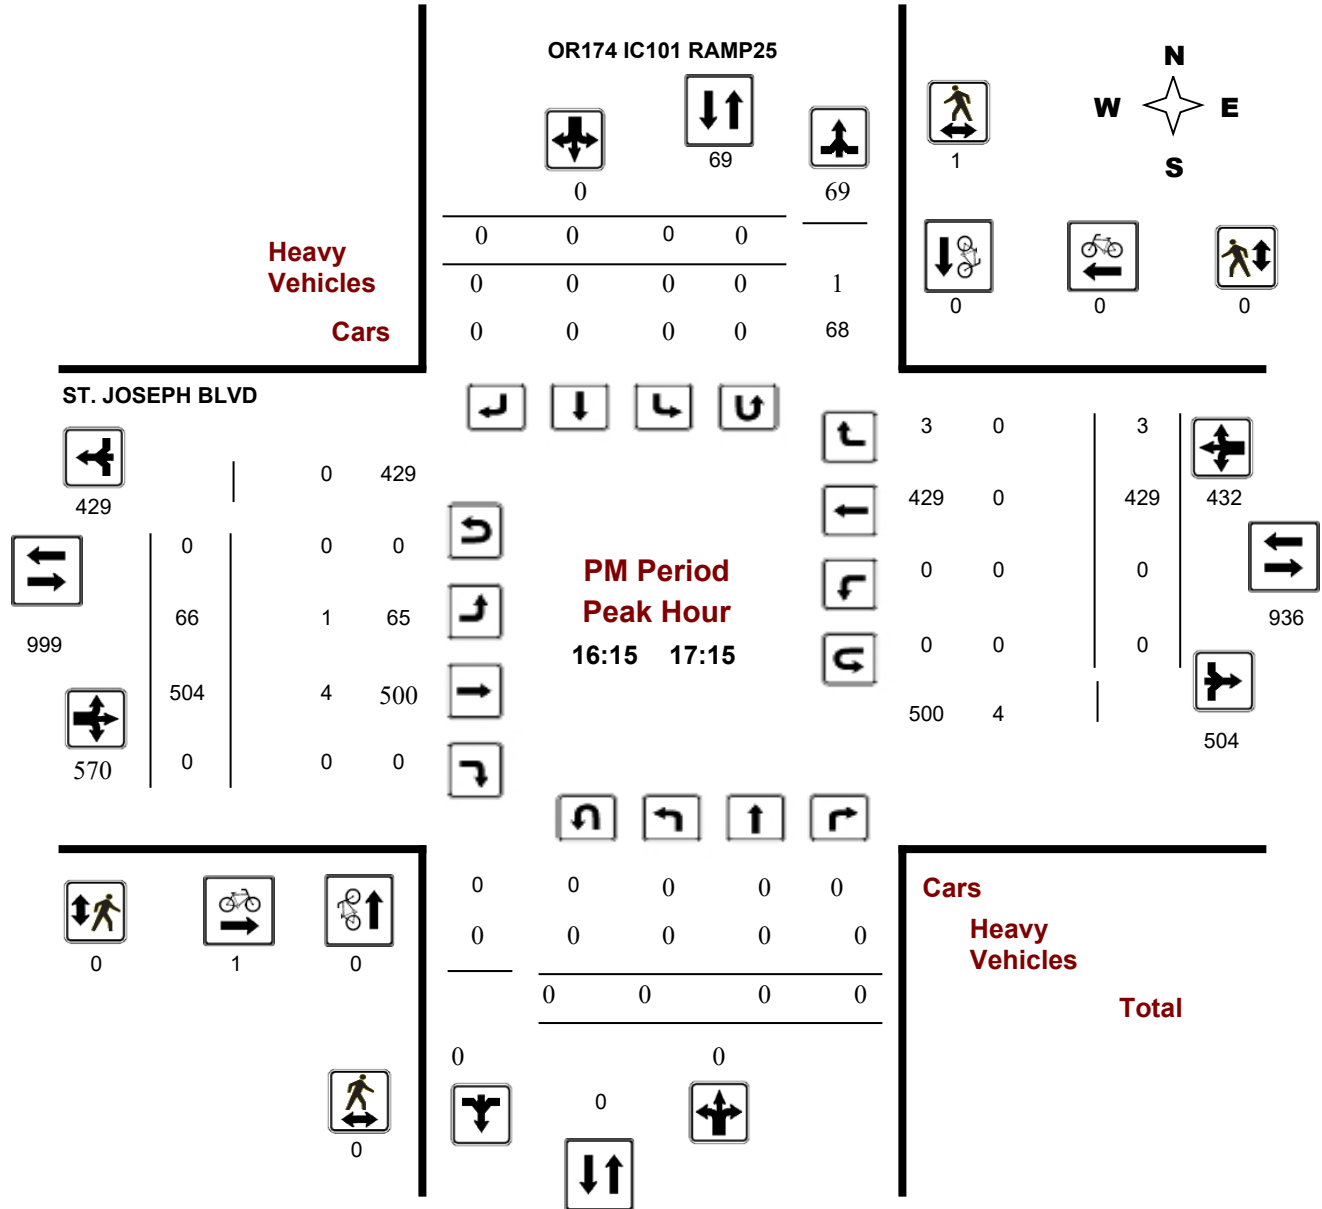 OR174 IC101 RAMP25
N
W E
S
69
1
0 69
0 0 0 0
Heavy
Vehicles
0 0 0 0 1
0 0 0
Cars
0 0 0 0 68
ST. JOSEPH BLVD
3 0 3
0 429
429
429 0 429 432
0 0 0
PM Period
0 0 0
Peak Hour
66 1 65
936
999
16:15 17:15
0 0 0
504 4 500
500 4
504
570
0 0 0
0 0 0 0 0
Cars
0 0 0 0 0
Heavy
Vehicles
0 1 0
0 0 0 0
Total
0 0
0
0